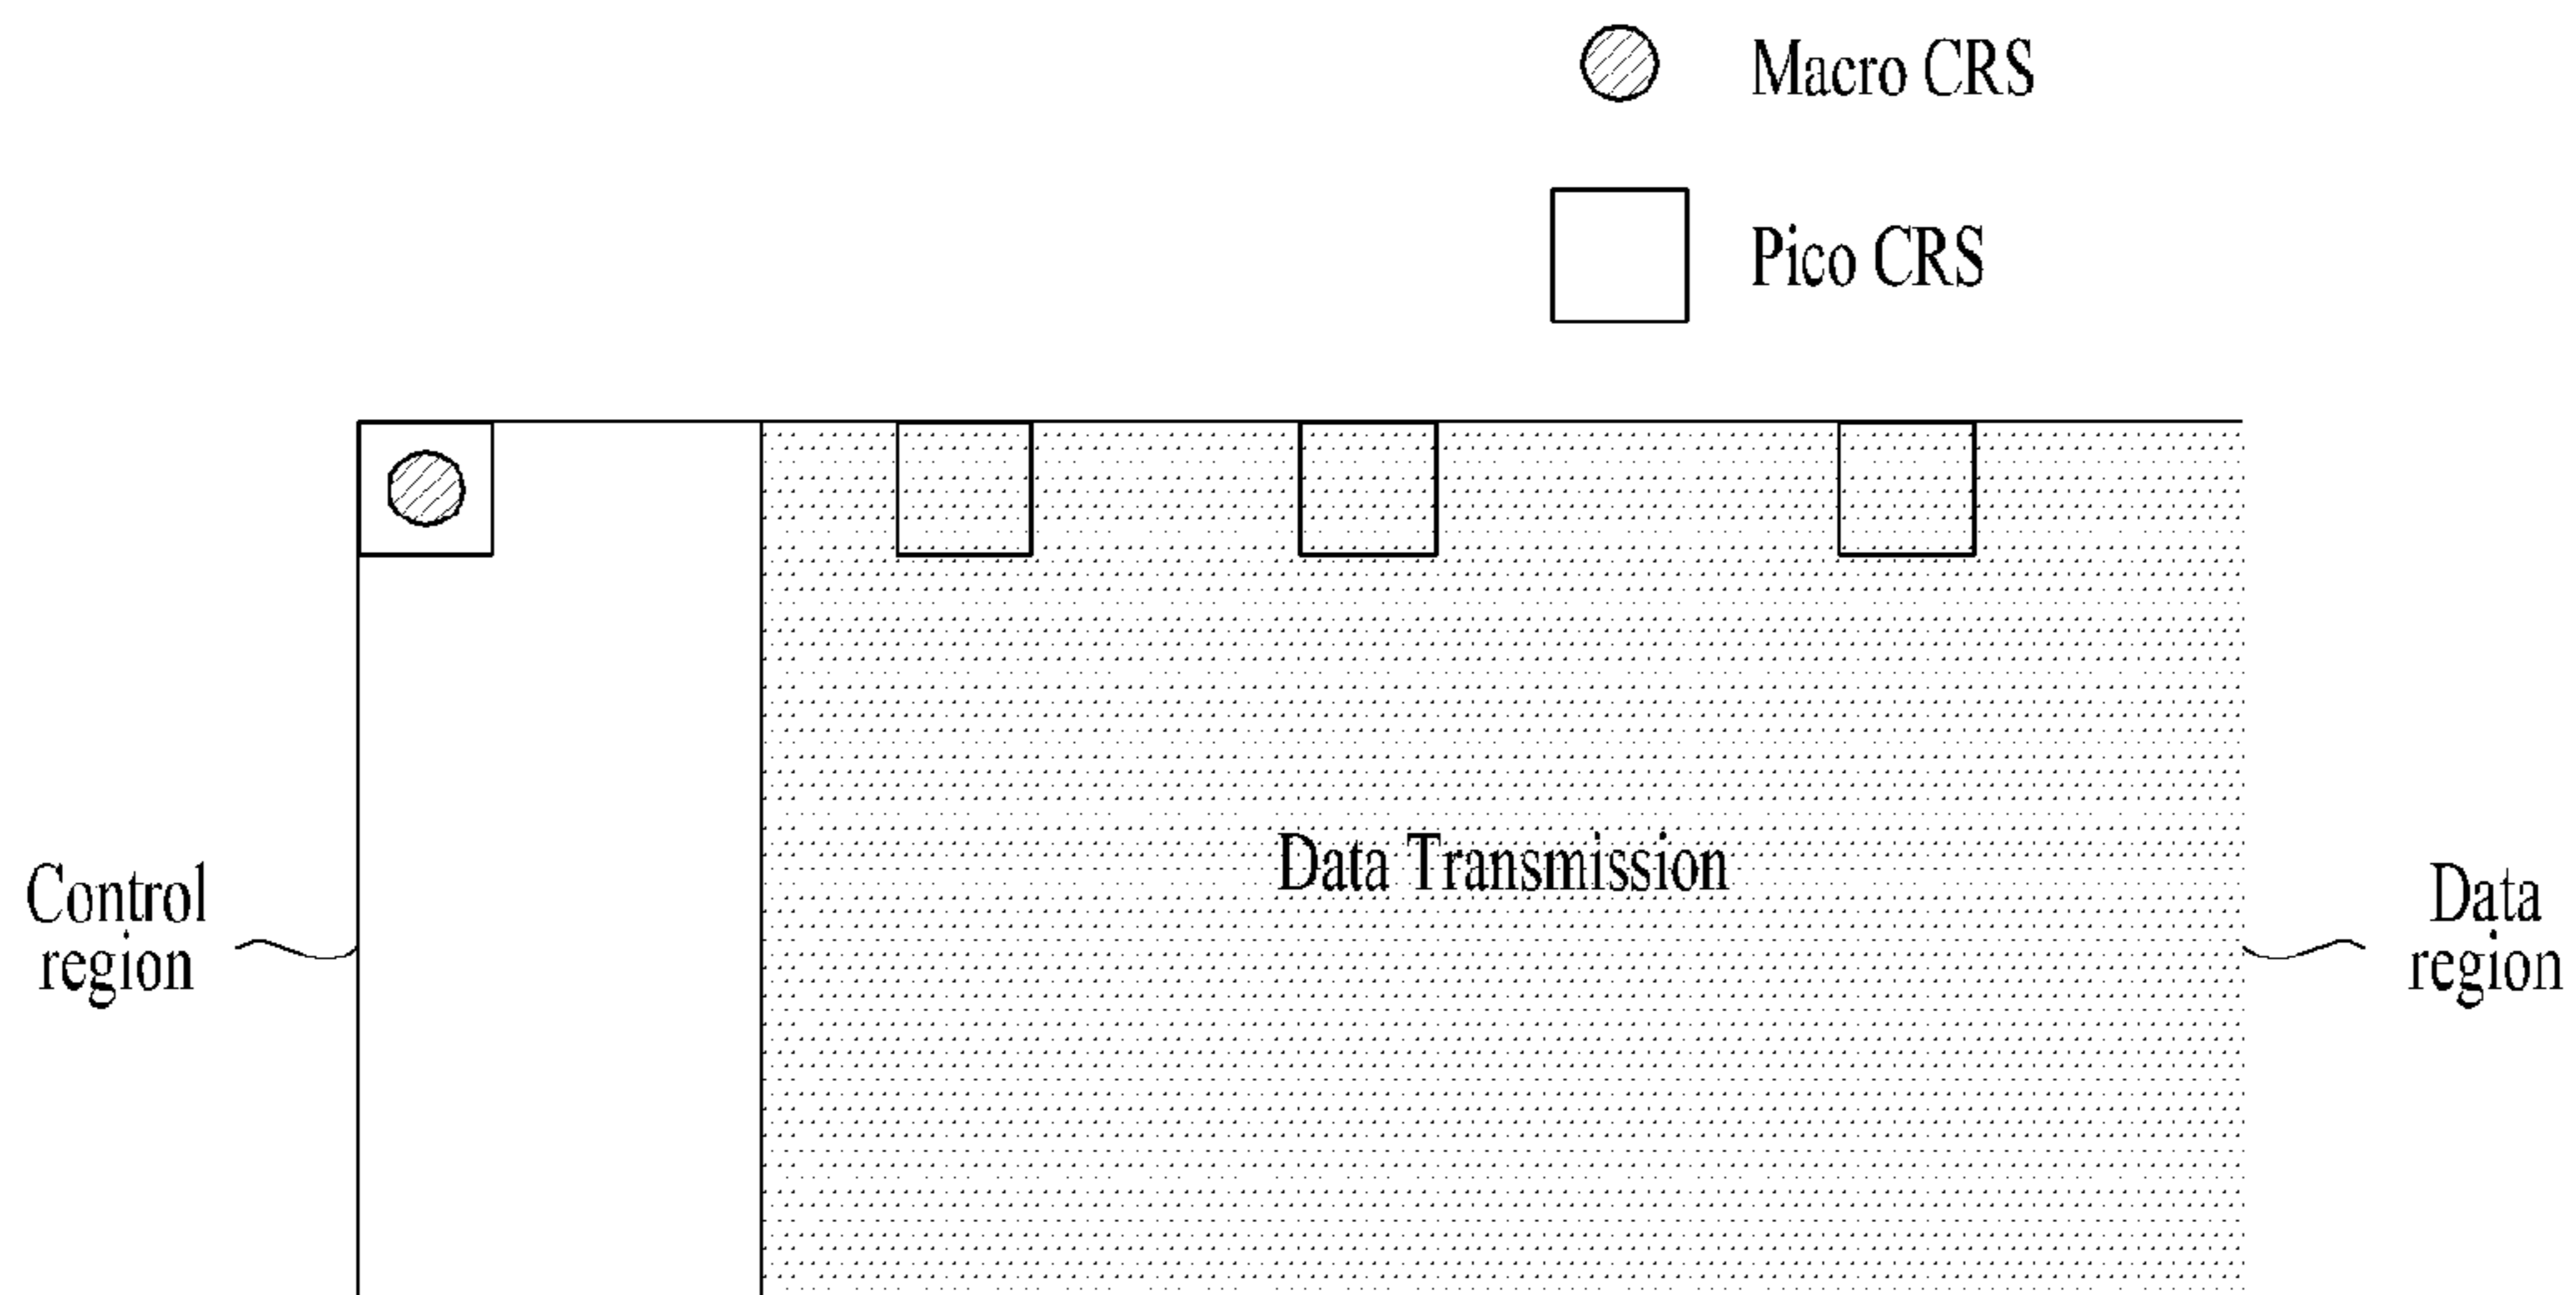 Macro CRS
Pico CRS
Data Transmission
Control
region
Data
region